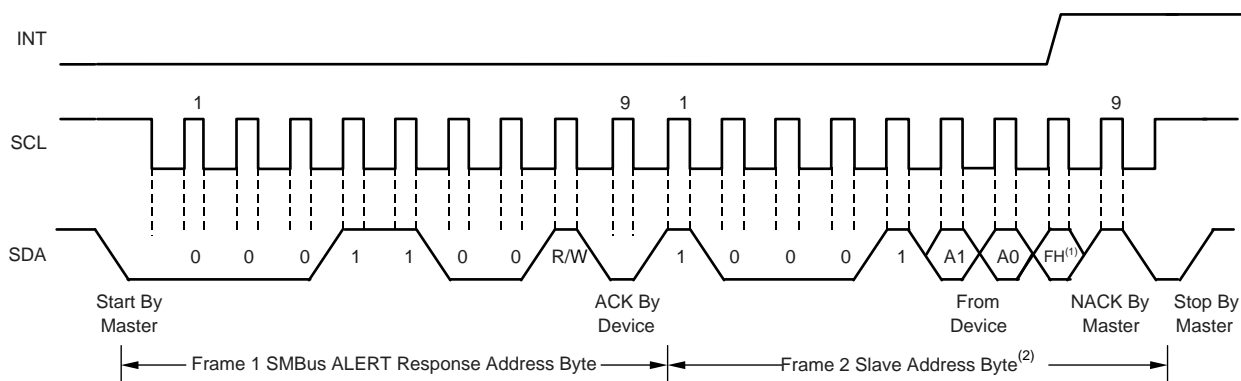 INT
1 9 1 9
SCL
SDA 0 0 0 1 1 0 0 R/W 1 0 0 0 1 A1 A0 FH(1)
Start By
Master
ACK By
Device
From
Device
NACK By
Master
Stop By
Master
Frame 1 SMBus ALERT Response Address Byte
Frame 2 Slave Address Byte(2)